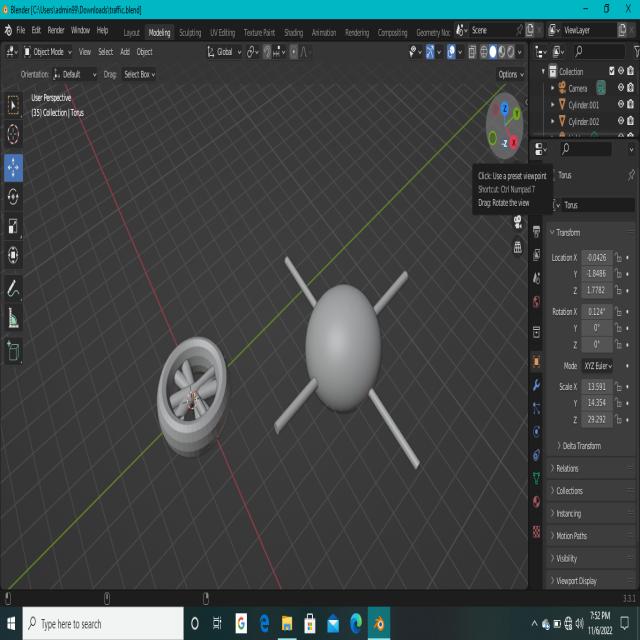 Blender [C:\Users\admin99\Downloads\traffic.blend]
File Edit Render Window Help Layout Modeling Sculpting UV Editing Texture Paint Shading Animation Rendering Compositing Geometry Noc Scene ViewLayer
Object Mode View Select Add Object Global
Orientation: Default Drag: Select Box Options
User Perspective
(35) Collection | Torus
Collection
Camera
Cylinder.001
Cylinder.002
Z
Y
X
-Z
Click: Use a preset viewpoint
Shortcut: Ctrl Numpad 7
Drag: Rotate the view
Torus
Torus
Transform
Location X -0.0426
Y -1.8486
Z 1.7782
Rotation X 0.124°
Y 0°
Z 0°
Mode XYZ Euler
Scale X 13.591
Y 14.354
Z 29.292
Delta Transform
Relations
Collections
Instancing
Motion Paths
Visibility
Viewport Display
3.3.1
Type here to search
7:52 PM
11/6/2022